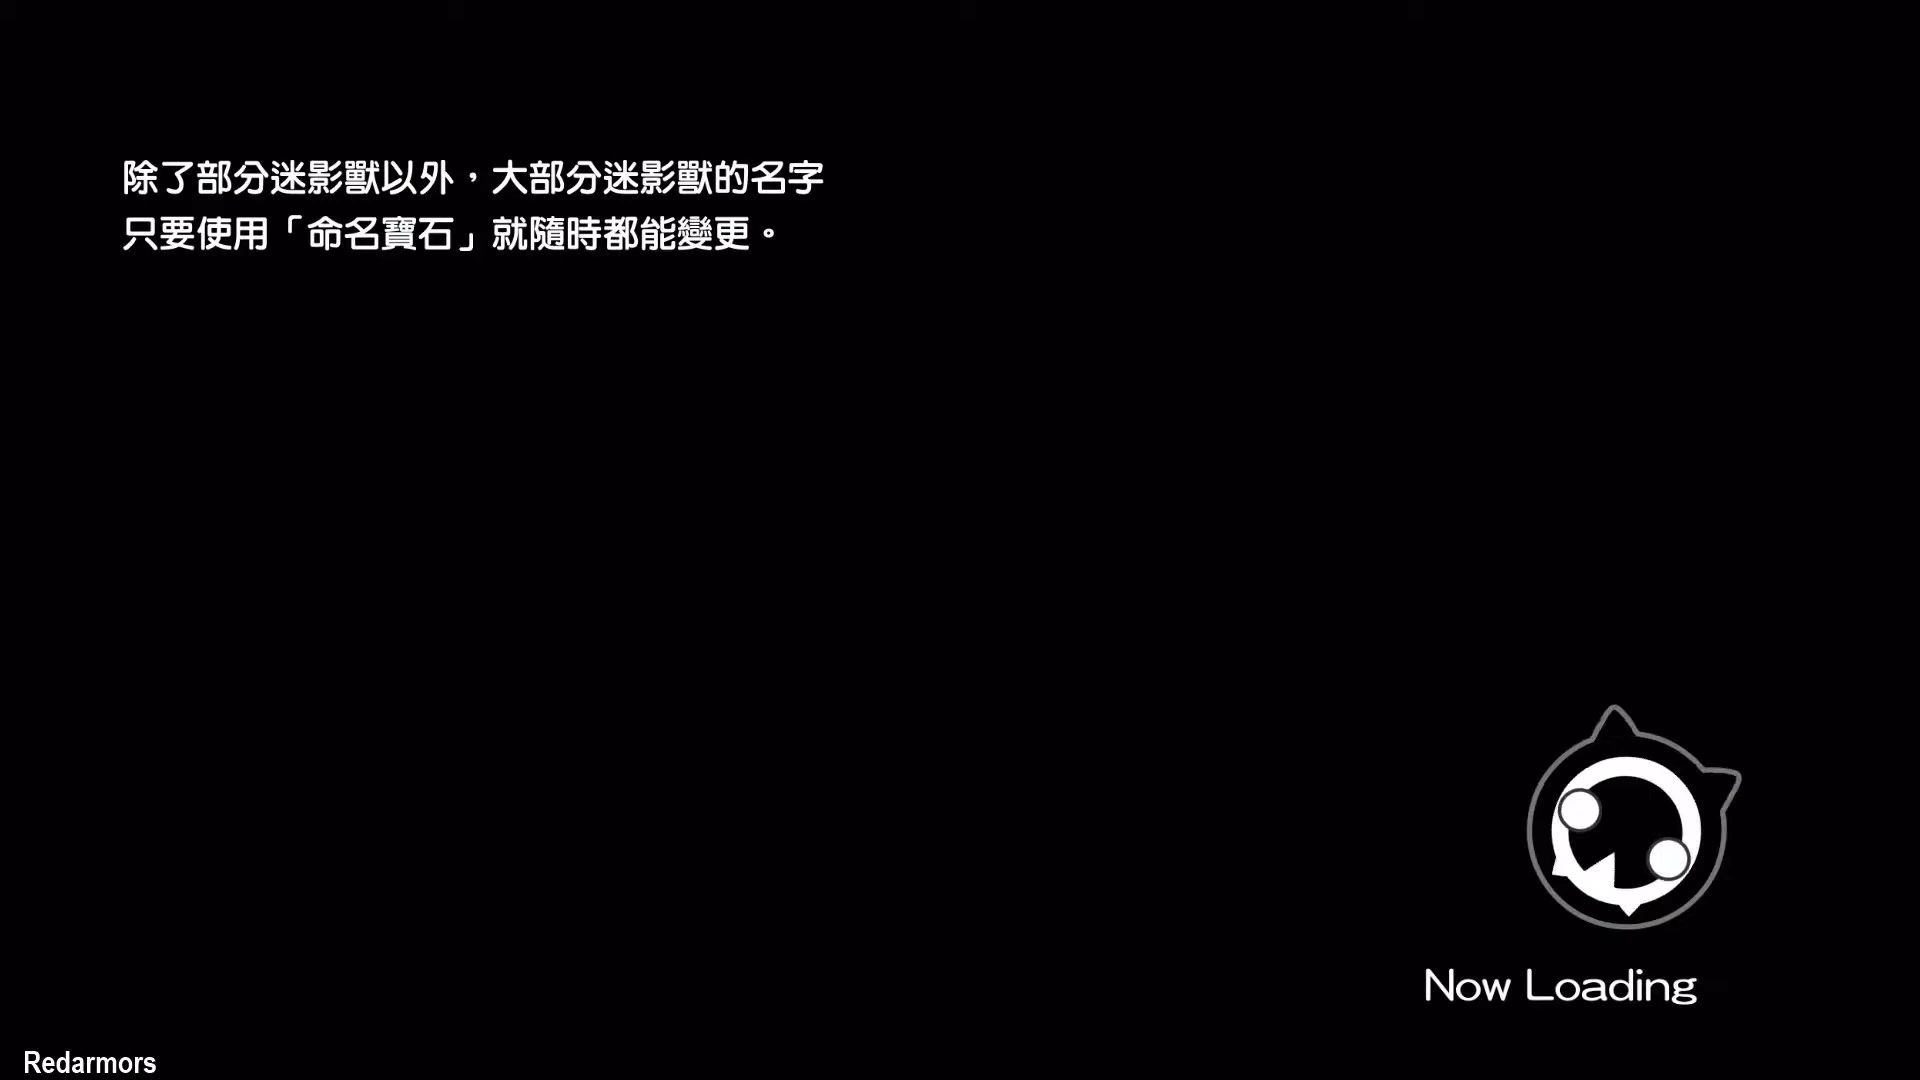 除了部分迷影獸以外，大部分迷影獸的名字
只要使用「命名寶石」就隨時都能變更。
Now Loading
Redarmors